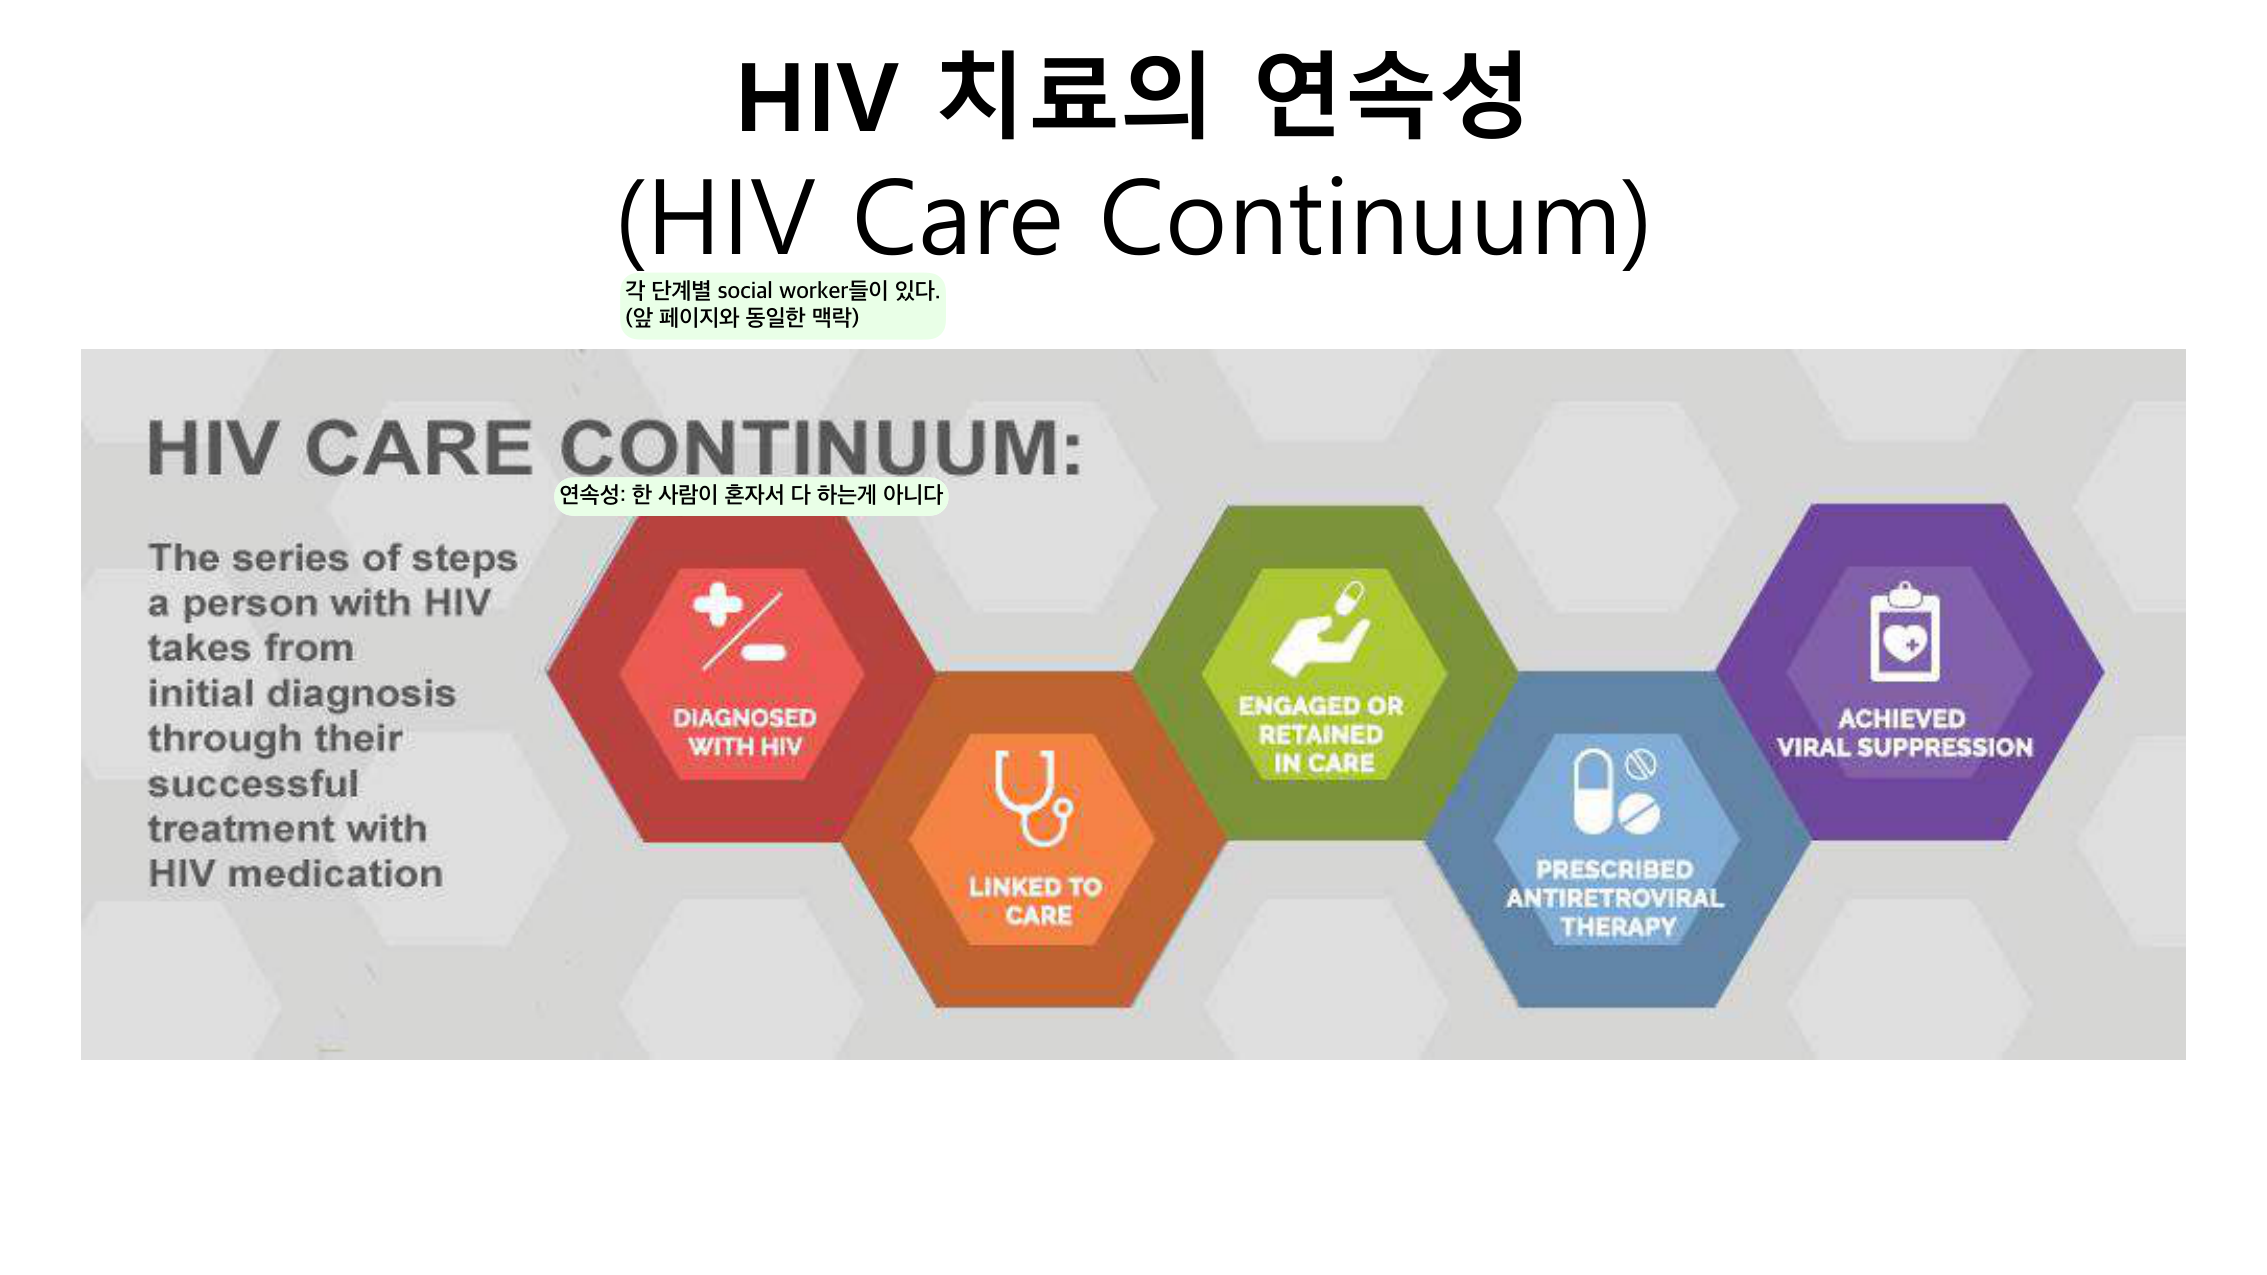 HIV 치료의 연속성
(HIV Care Continuum)
각 단계별 social worker들이 있다.
(앞 페이지와 동일한 맥락)
HIV CARE CONTINUUM:
연속성: 한 사람이 혼자서 다 하는게 아니다
The series of steps
a person with HIV
takes from
initial diagnosis
through their
successful
treatment with
HIV medication
DIAGNOSED
WITH HIV
LINKED TO
CARE
ENGAGED OR
RETAINED
IN CARE
PRESCRIBED
ANTIRETROVIRAL
THERAPY
ACHIEVED
VIRAL SUPPRESSION